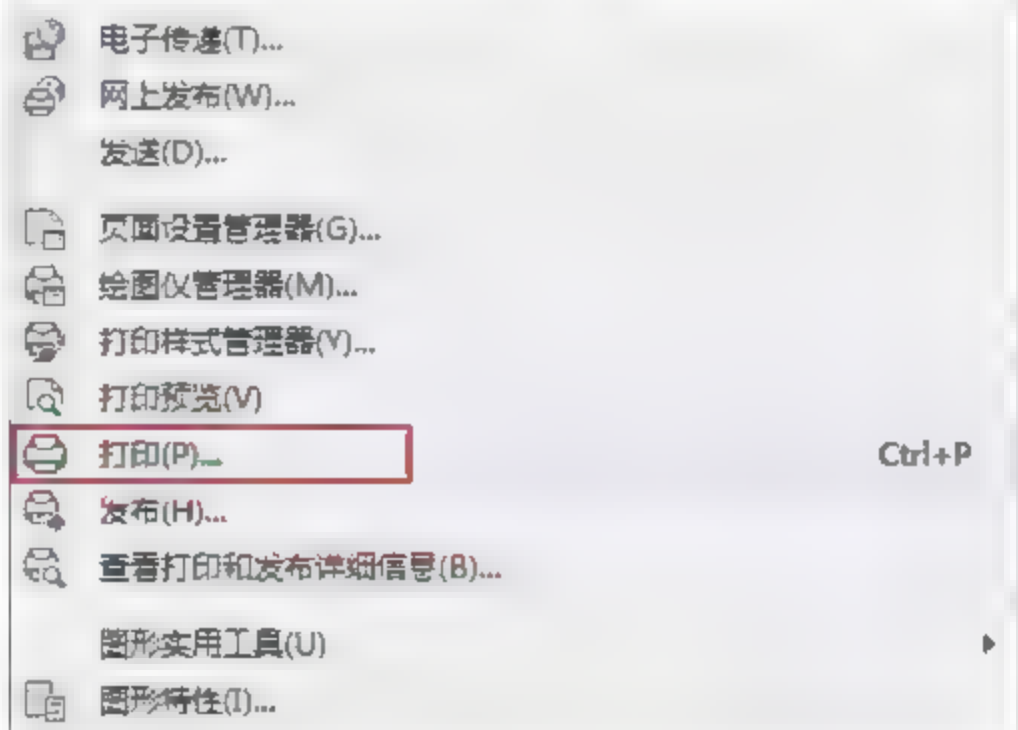 电子传递(T)...
网上发布(W)...
发送(D)...
页面设置管理器(G)...
绘图仪管理器(M)...
打印样式管理器(Y)...
打印预览(V)
打印(P)... Ctrl+P
发布(H)...
查看打印和发布详细信息(B)...
图形实用工具(U)
图形特性(I)...